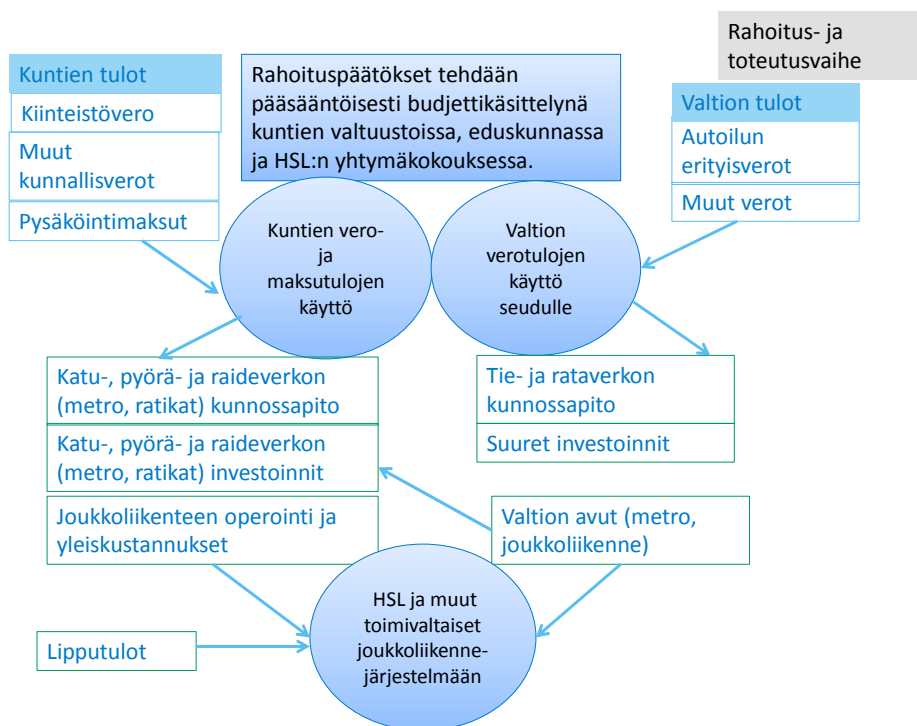 Rahoitus- ja
toteutusvaihe
Kuntien tulot
Kiinteistövero
Muut
kunnallisverot
Pysäköintimaksut
Rahoituspäätökset tehdään
pääsääntöisesti budjettikäsittelynä
kuntien valtuustoissa, eduskunnassa
ja HSL:n yhtymäkokouksessa.
Valtion tulot
Autoilun
erityisverot
Muut verot
Kuntien vero-
ja
maksutulojen
käyttö
Valtion
verotulojen
käyttö
seudulle
Katu-, pyörä- ja raideverkon
(metro, ratikat) kunnossapito
Katu-, pyörä- ja raideverkon
(metro, ratikat) investoinnit
Joukkoliikenteen operointi ja
yleiskustannukset
Tie- ja rataverkon
kunnossapito
Suuret investoinnit
Valtion avut (metro,
joukkoliikenne)
HSL ja muut
toimivaltaiset
joukkoliikenne-
järjestelmään
Lipputulot